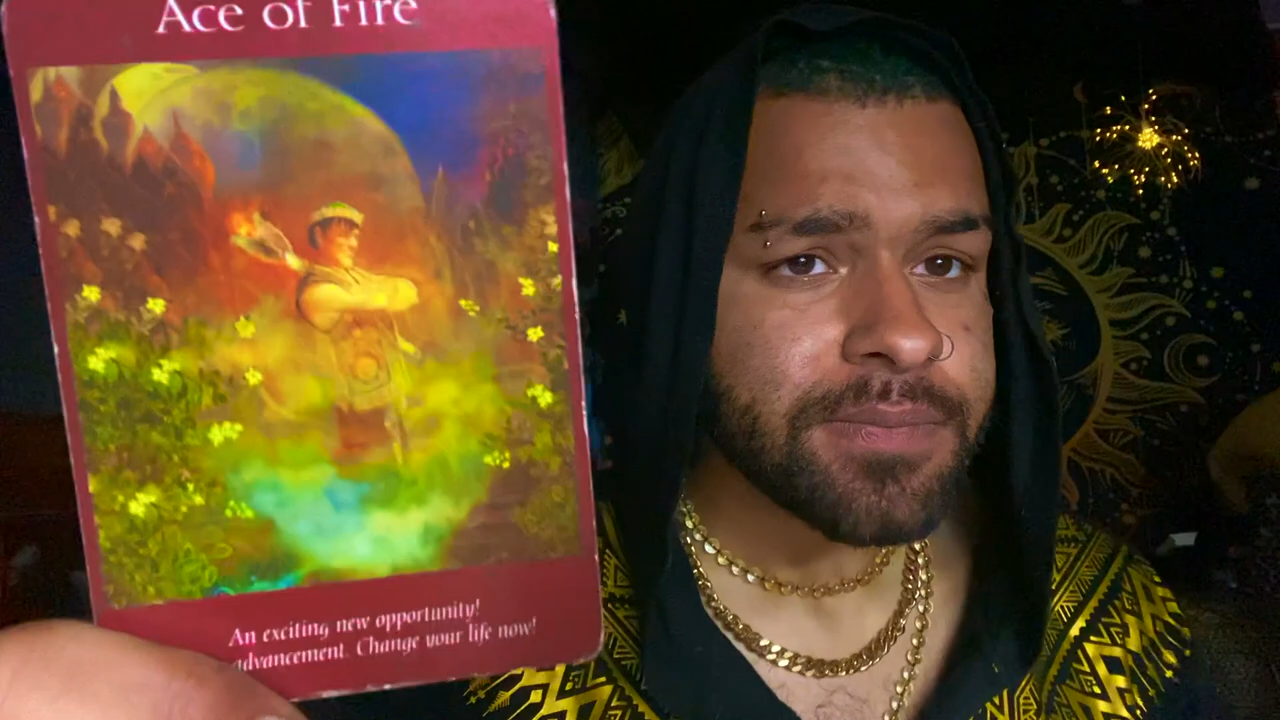 Ace of Fire
An exciting new opportunity!
advancement. Change your life now!